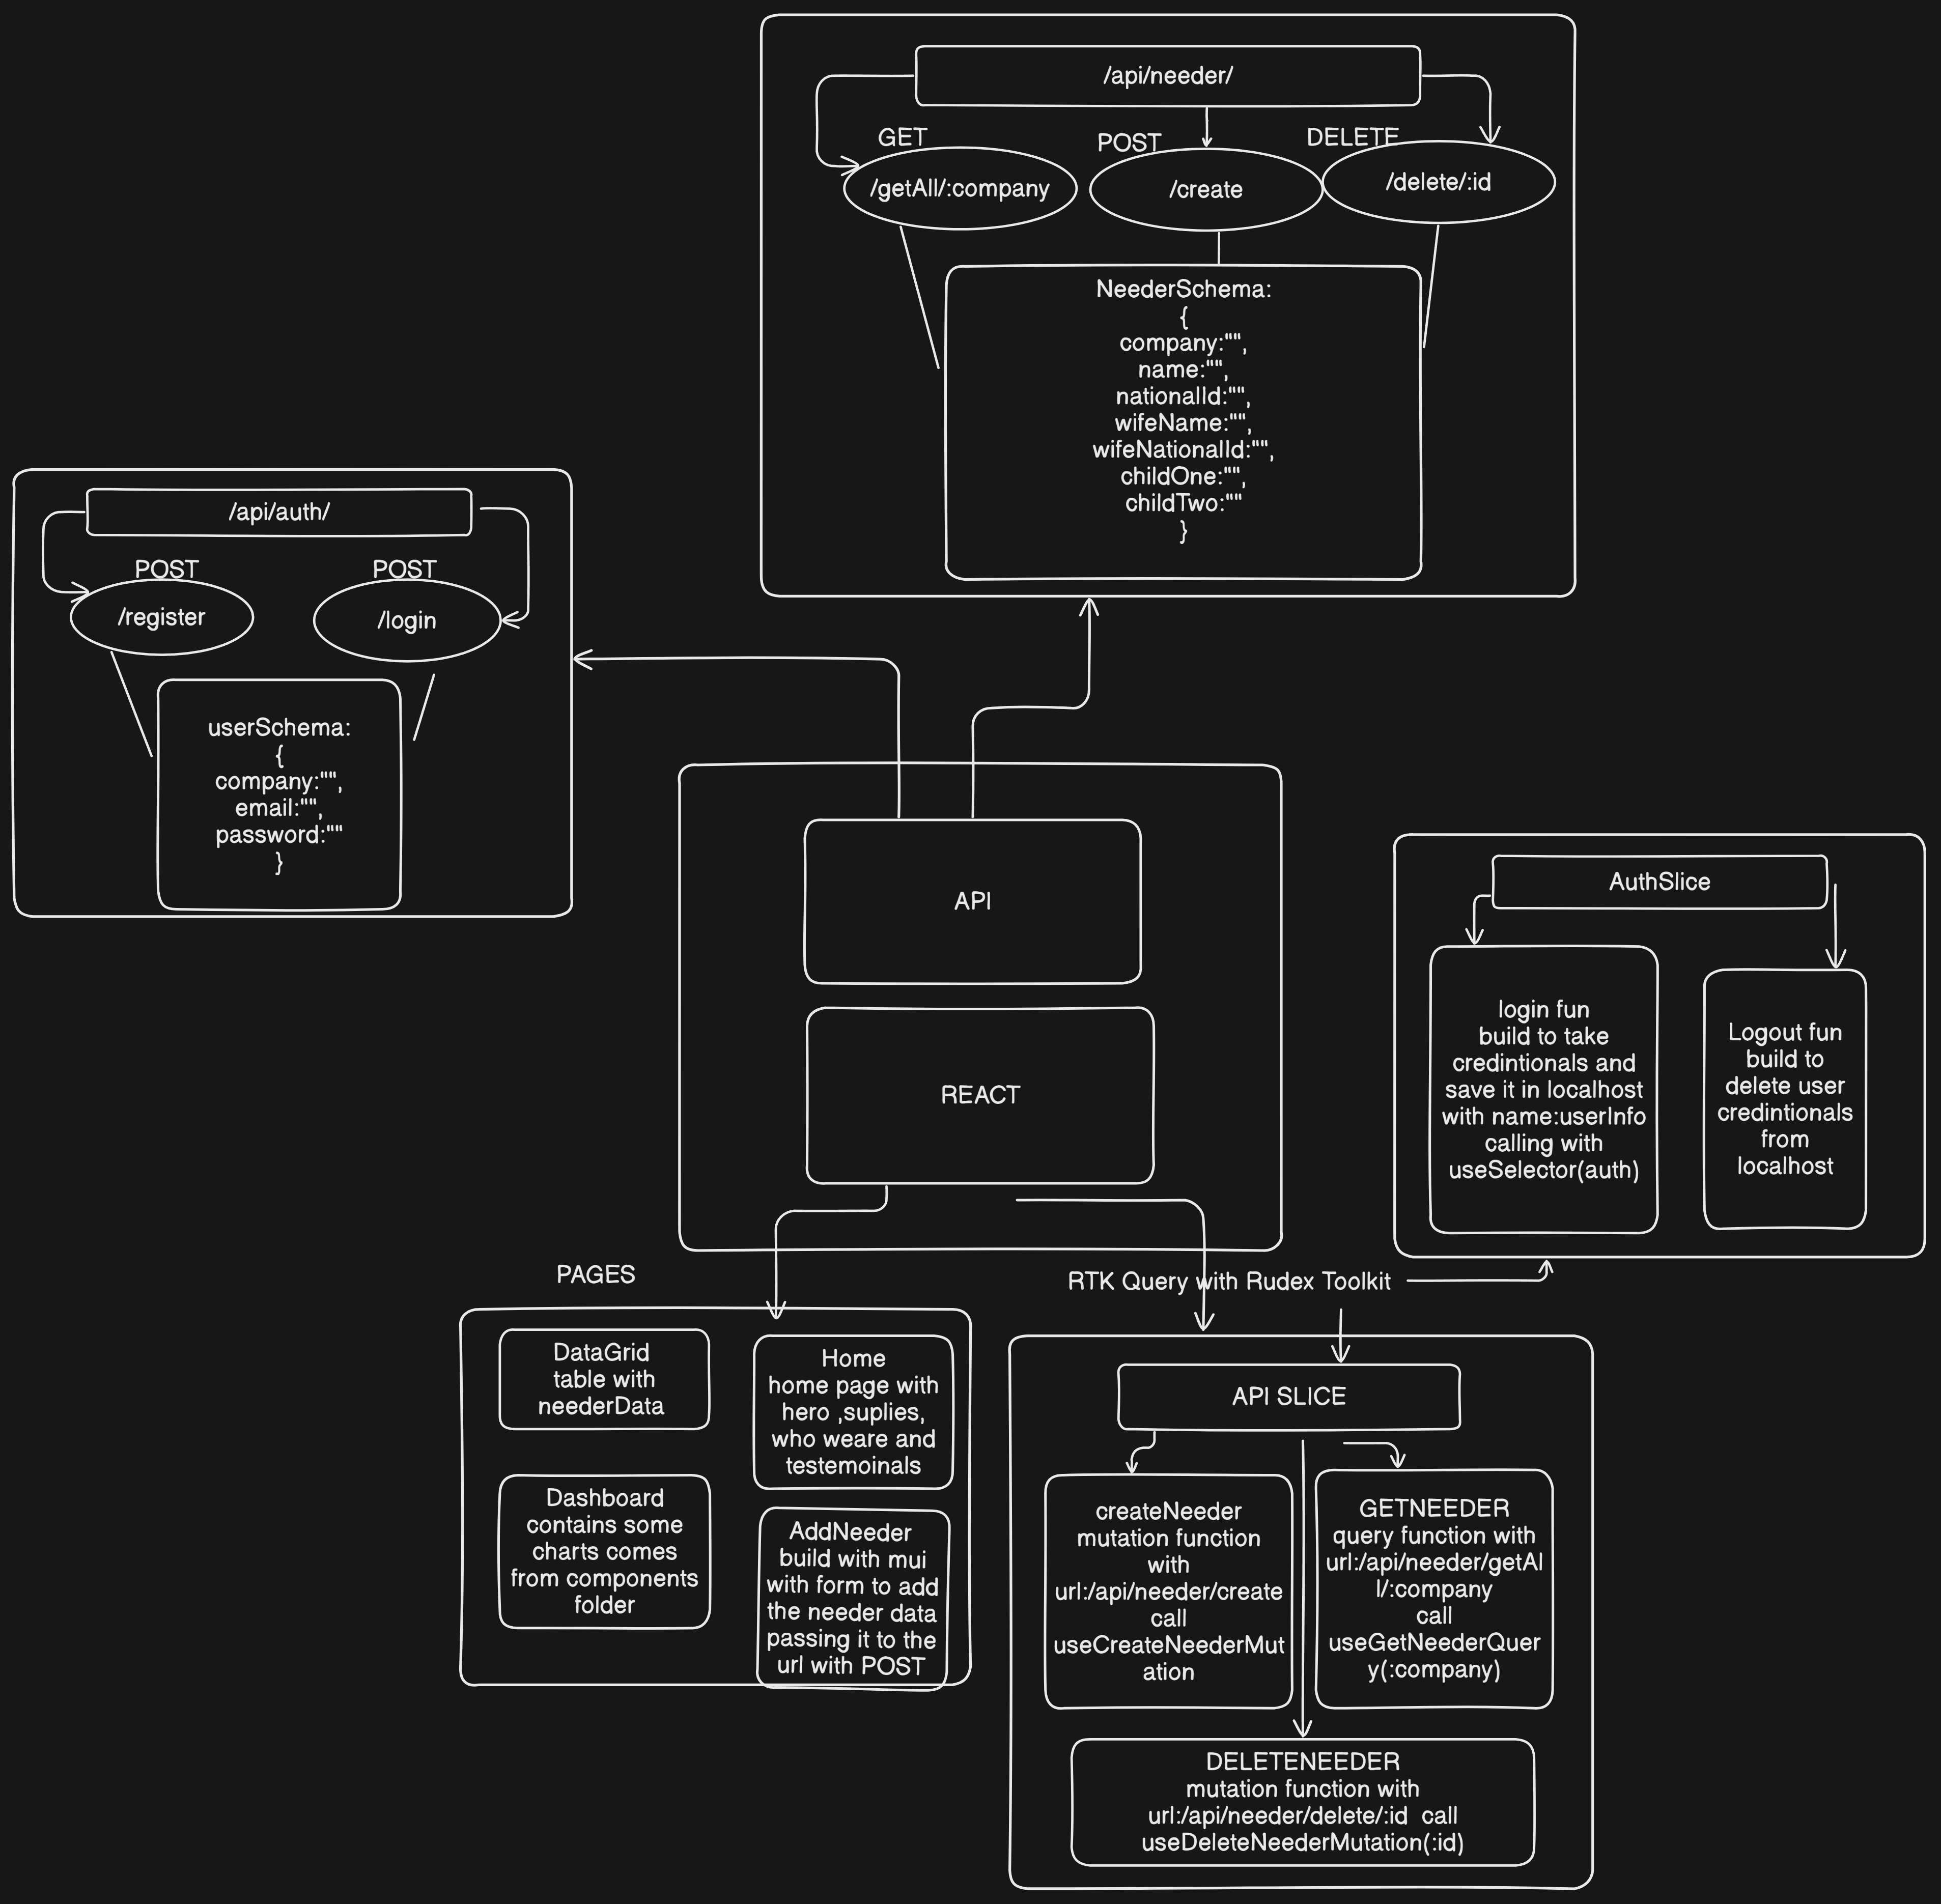 /api/needer/
GET
POST
DELETE
/getAll/:company
/create
/delete/:id
NeederSchema:
{
company:"",
name:"",
nationalId:"",
wifeName:"",
wifeNationalId:"",
childOne:"",
childTwo:""
}
/api/auth/
POST
POST
/register
/login
userSchema:
{
company:"",
email:"",
password:""
}
API
REACT
AuthSlice
login fun
build to take
credintionals and
save it in localhost
with name:userInfo
calling with
useSelector(auth)
Logout fun
build to
delete user
credintionals
from
localhost
PAGES
RTK Query with Rudex Toolkit
DataGrid
table with
neederData
Home
home page with
hero ,suplies,
who weare and
testemoinals
Dashboard
contains some
charts comes
from components
folder
AddNeeder
build with mui
with form to add
the needer data
passing it to the
url with POST
API SLICE
createNeeder
mutation function
with
url:/api/needer/create
call
useCreateNeederMut
ation
GETNEEDER
query function with
url:/api/needer/getAl
l/:company
call
useGetNeederQuer
y(:company)
DELETENEEDER
mutation function with
url:/api/needer/delete/:id  call
useDeleteNeederMutation(:id)